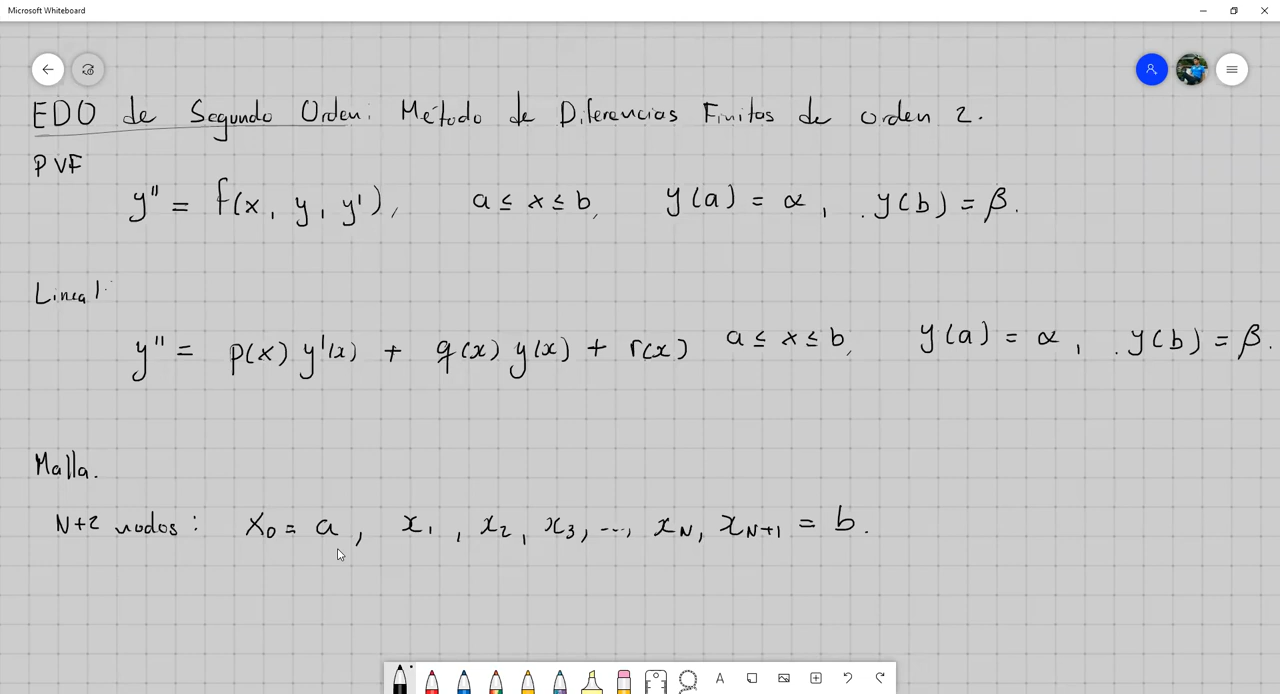 Microsoft Whiteboard
EDO de Segundo Orden: Método de Diferencias Finitas de orden 2.
PVF
y'' = f(x, y, y'), a ≤ x ≤ b, y(a) = α, y(b) = β.
Lineal:
y'' = p(x) y'(x) + q(x) y(x) + r(x) a ≤ x ≤ b, y(a) = α, y(b) = β.
Malla.
N+2 nodos: x₀ = a, x₁, x₂, x₃, ..., x_N, x_{N+1} = b.
A